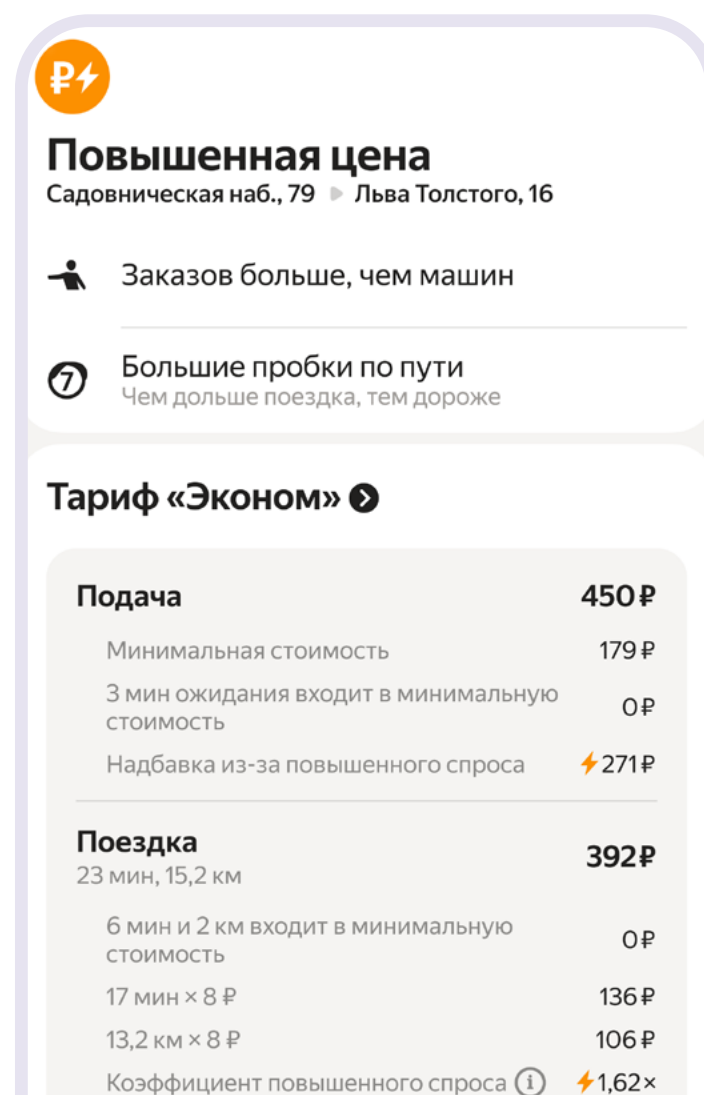 ₽
Повышенная цена
Садовническая наб., 79 ▶ Льва Толстого, 16
Заказов больше, чем машин
7
Большие пробки по пути
Чем дольше поездка, тем дороже
Тариф «Эконом»
Подача 450 ₽
Минимальная стоимость 179 ₽
3 мин ожидания входит в минимальную
стоимость 0 ₽
Надбавка из-за повышенного спроса 271 ₽
Поездка 392 ₽
23 мин, 15,2 км
6 мин и 2 км входит в минимальную
стоимость 0 ₽
17 мин × 8 ₽ 136 ₽
13,2 км × 8 ₽ 106 ₽
Коэффициент повышенного спроса i 1,62×